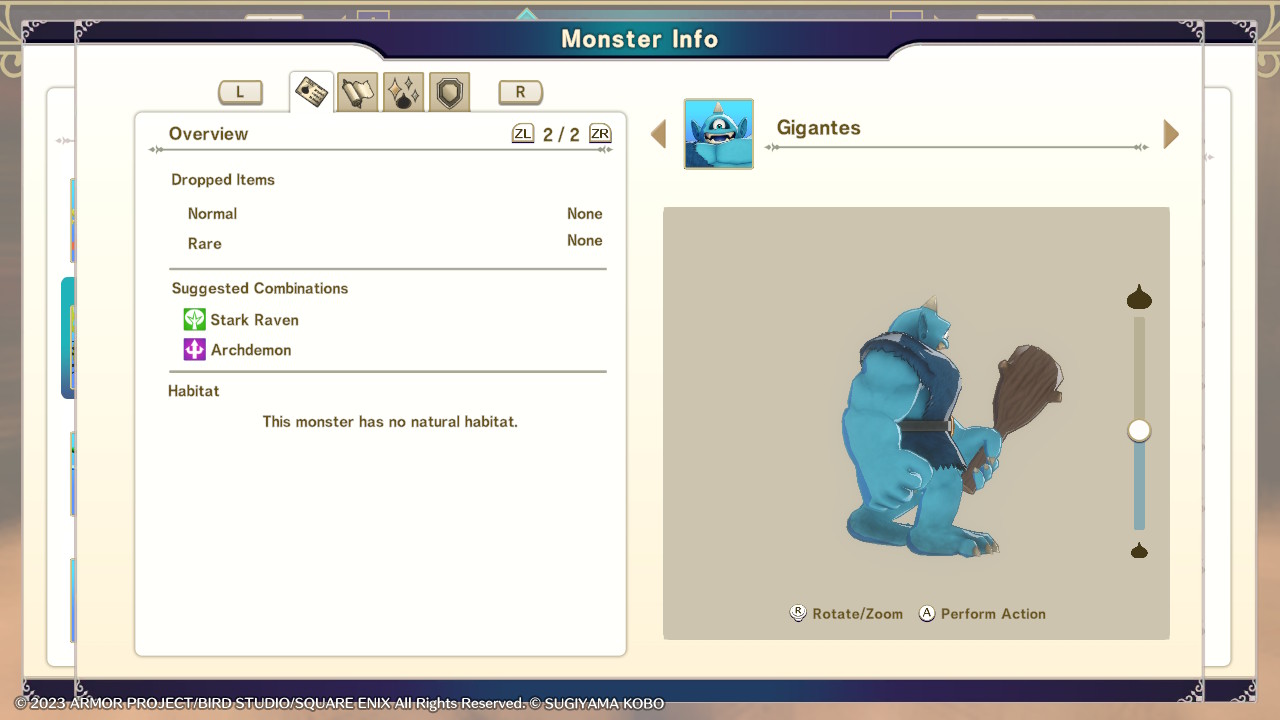 Monster Info
L
R
Overview
ZL 2 / 2 ZR
Dropped Items
Normal None
Rare None
Suggested Combinations
Stark Raven
Archdemon
Habitat
This monster has no natural habitat.
Gigantes
R Rotate/Zoom A Perform Action
© 2023 ARMOR PROJECT/BIRD STUDIO/SQUARE ENIX All Rights Reserved. © SUGIYAMA KOBO